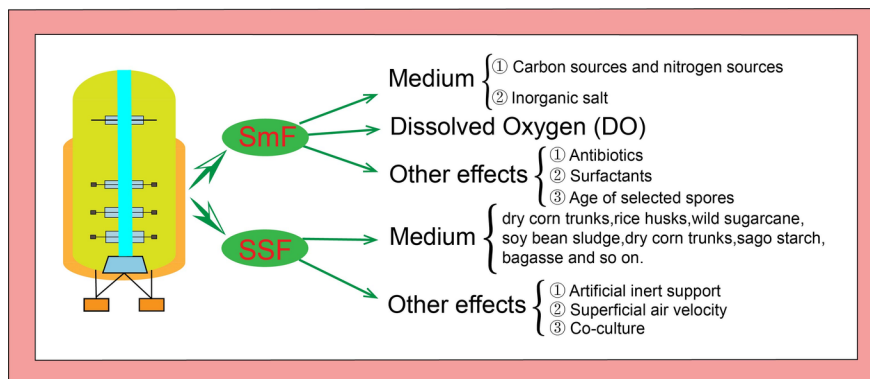 SmF
Medium
① Carbon sources and nitrogen sources
② Inorganic salt
Dissolved Oxygen (DO)
Other effects
① Antibiotics
② Surfactants
③ Age of selected spores
SSF
Medium
dry corn trunks,rice husks,wild sugarcane,
soy bean sludge,dry corn trunks,sago starch,
bagasse and so on.
Other effects
① Artificial inert support
② Superficial air velocity
③ Co-culture